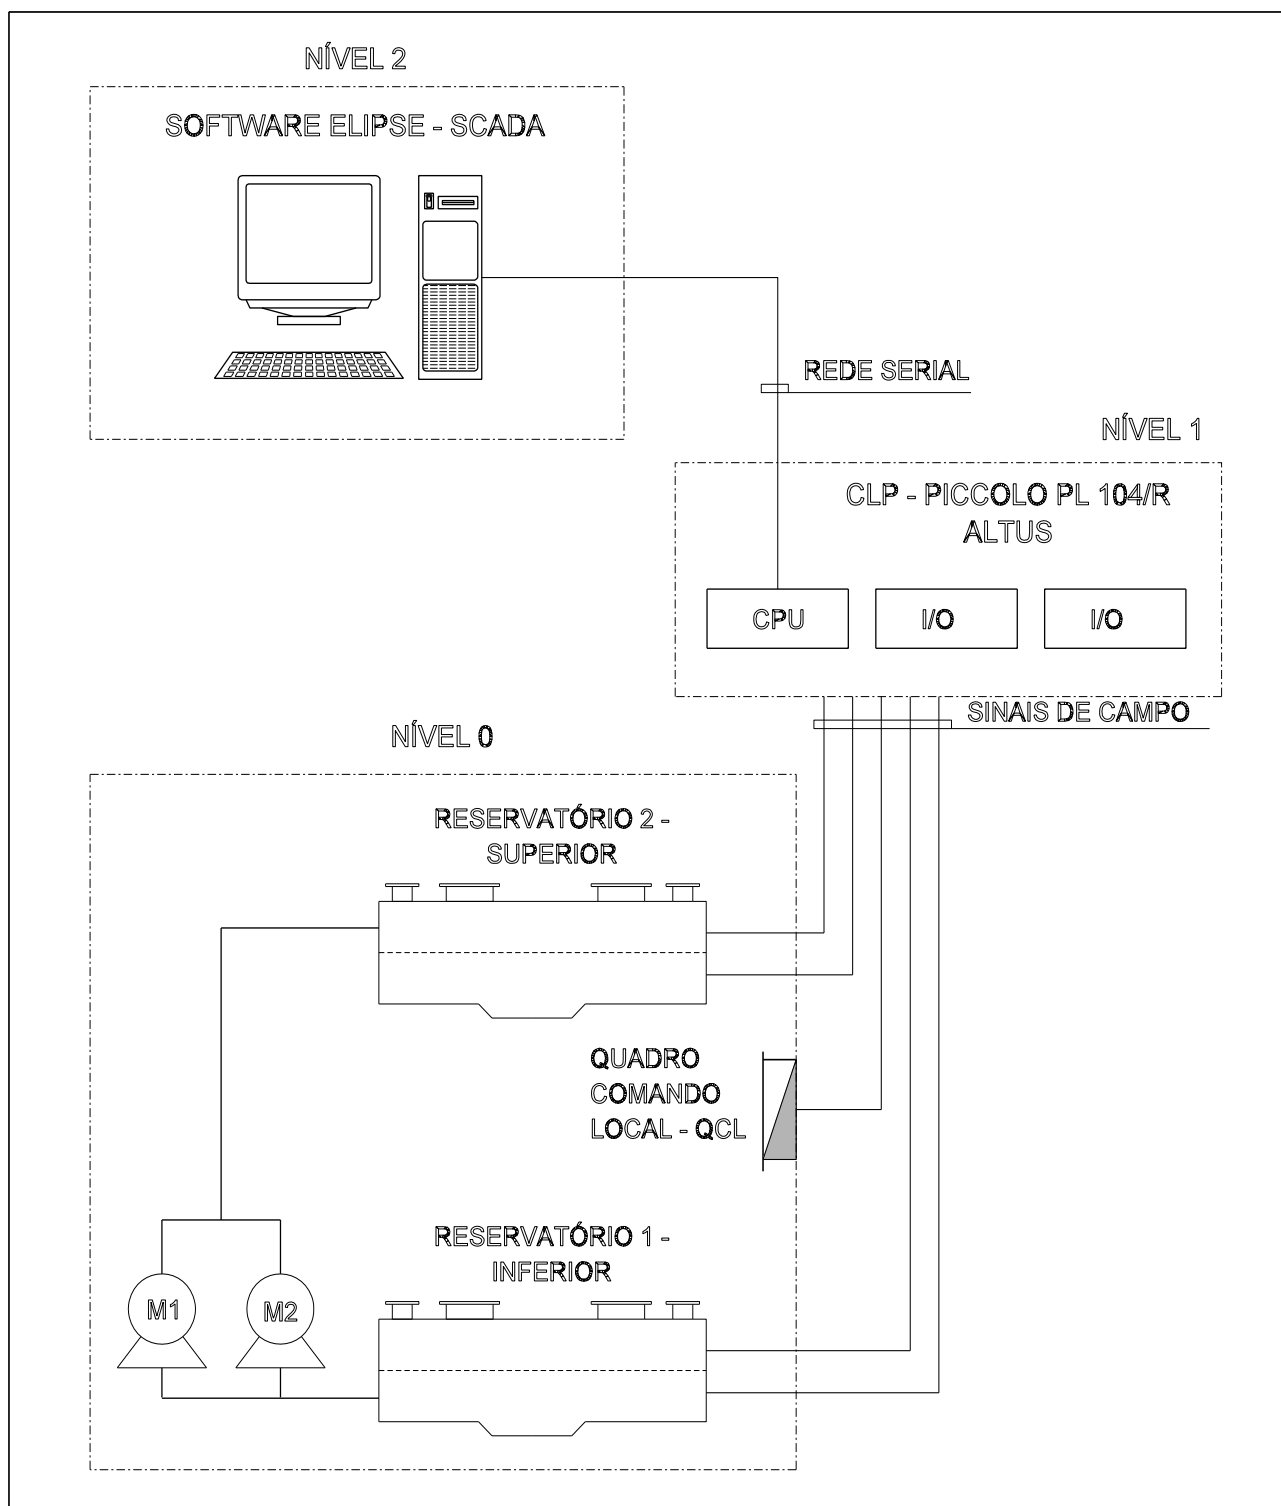 NÍVEL 2
SOFTWARE ELIPSE - SCADA
REDE SERIAL
NÍVEL 1
CLP - PICCOLO PL 104/R
ALTUS
CPU
I/O
I/O
SINAIS DE CAMPO
NÍVEL 0
RESERVATÓRIO 2 -
SUPERIOR
QUADRO
COMANDO
LOCAL - QCL
RESERVATÓRIO 1 -
INFERIOR
M1
M2